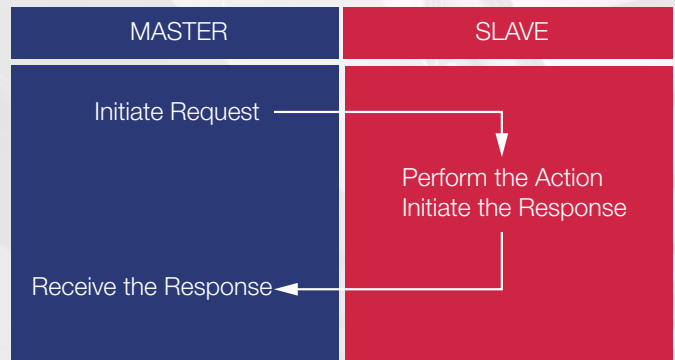 MASTER
SLAVE
Initiate Request
Perform the Action
Initiate the Response
Receive the Response